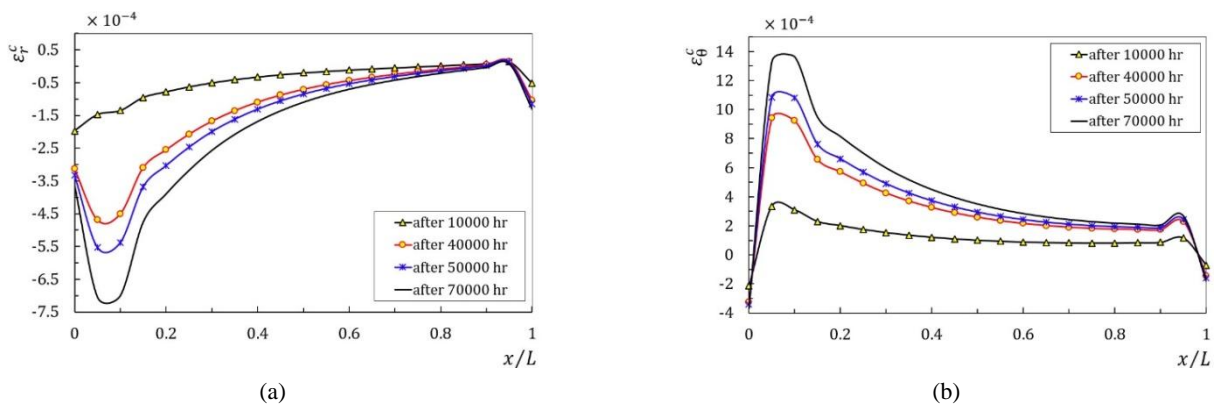 × 10⁻⁴
ε_r^c
0.5
-0.5
-1.5
-2.5
-3.5
-4.5
-5.5
-6.5
-7.5
after 10000 hr
after 40000 hr
after 50000 hr
after 70000 hr
0 0.2 0.4 0.6 0.8 1
x/L
(a)
× 10⁻⁴
ε_θ^c
14
12
10
8
6
4
2
0
-2
-4
after 10000 hr
after 40000 hr
after 50000 hr
after 70000 hr
0 0.2 0.4 0.6 0.8 1
x/L
(b)